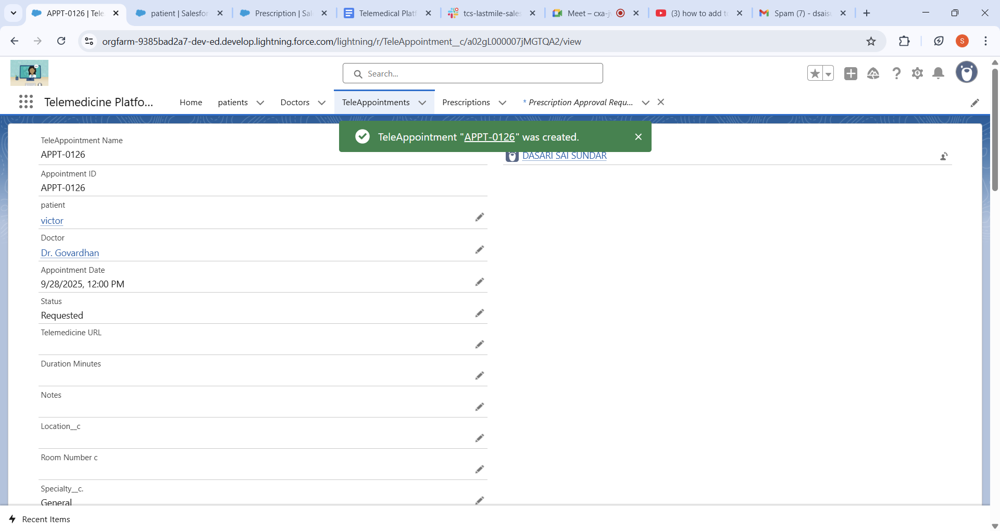 APPT-0126 | Tele
patient | Salesfor
Prescription | Sal
Telemedical Platf
tcs-lastmile-sales
Meet – cxa-jv
(3) how to add to
Spam (7) - dsais
orgfarm-9385bad2a7-dev-ed.develop.lightning.force.com/lightning/r/TeleAppointment__c/a02gL000007jMGTQA2/view
S
Search...
Telemedicine Platfo...
Home
patients
Doctors
TeleAppointments
Prescriptions
* Prescription Approval Requ...
TeleAppointment "APPT-0126" was created.
TeleAppointment Name
APPT-0126
DASARI SAI SUNDAR
Appointment ID
APPT-0126
patient
victor
Doctor
Dr. Govardhan
Appointment Date
9/28/2025, 12:00 PM
Status
Requested
Telemedicine URL
Duration Minutes
Notes
Location__c
Room Number c
Specialty__c.
General
Recent Items